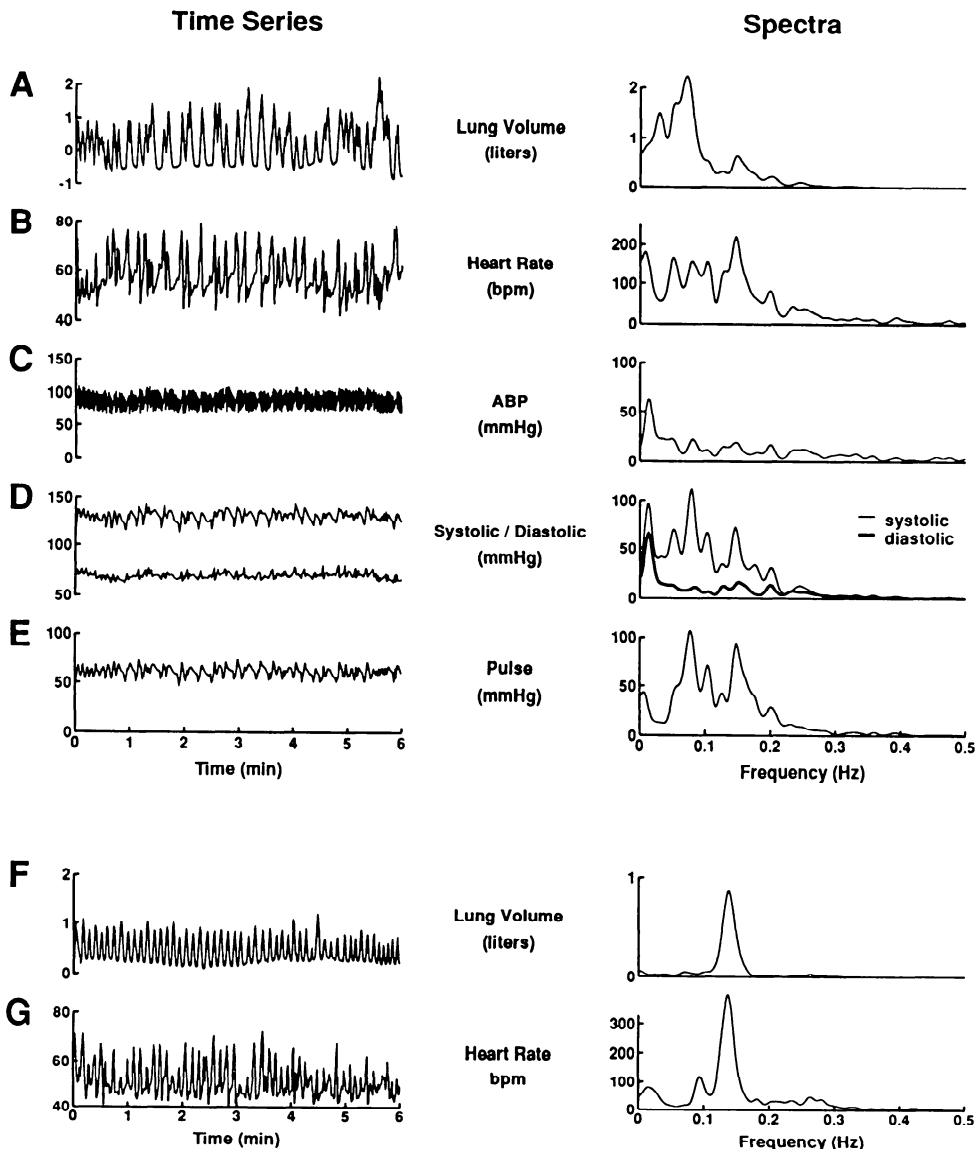 Time Series
Spectra
A
2
1
0
-1
Lung Volume
(liters)
2
1
0
B
80
60
40
Heart Rate
(bpm)
200
100
0
C
150
100
50
0
ABP
(mmHg)
100
50
0
D
150
100
50
Systolic / Diastolic
(mmHg)
100
50
0
systolic
diastolic
E
100
50
0
0 1 2 3 4 5 6
Time (min)
Pulse
(mmHg)
100
50
0
0 0.1 0.2 0.3 0.4 0.5
Frequency (Hz)
F
2
1
0
Lung Volume
(liters)
1
0
G
80
60
40
0 1 2 3 4 5 6
Time (min)
Heart Rate
bpm
300
200
100
0
0 0.1 0.2 0.3 0.4 0.5
Frequency (Hz)